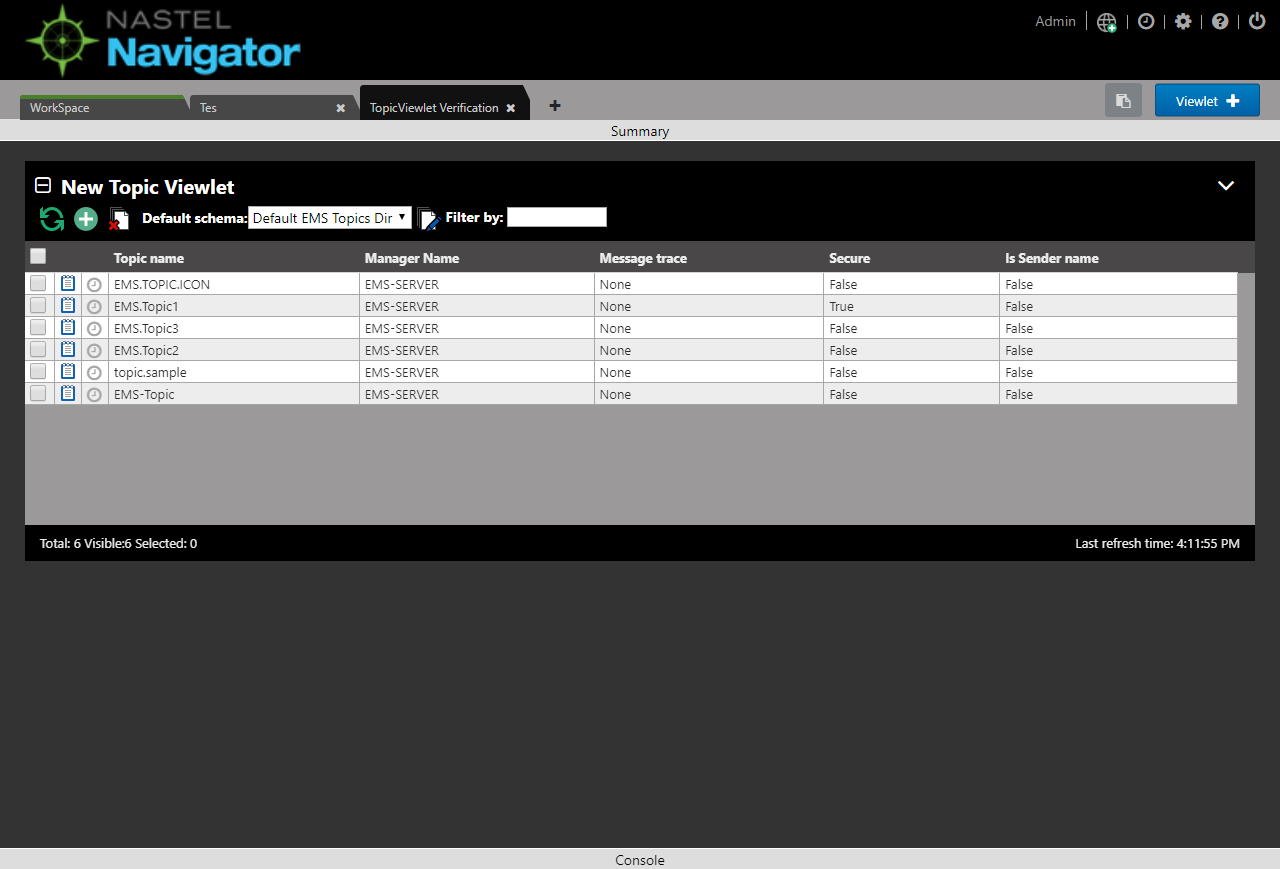 NASTEL
Navigator
Admin
WorkSpace Tes TopicViewlet Verification Viewlet
Summary
New Topic Viewlet
Default schema: Default EMS Topics Dir Filter by:
Topic name Manager Name Message trace Secure Is Sender name
EMS.TOPIC.ICON EMS-SERVER None False False
EMS.Topic1 EMS-SERVER None True False
EMS.Topic3 EMS-SERVER None False False
EMS.Topic2 EMS-SERVER None False False
topic.sample EMS-SERVER None False False
EMS-Topic EMS-SERVER None False False
Total: 6 Visible:6 Selected: 0 Last refresh time: 4:11:55 PM
Console